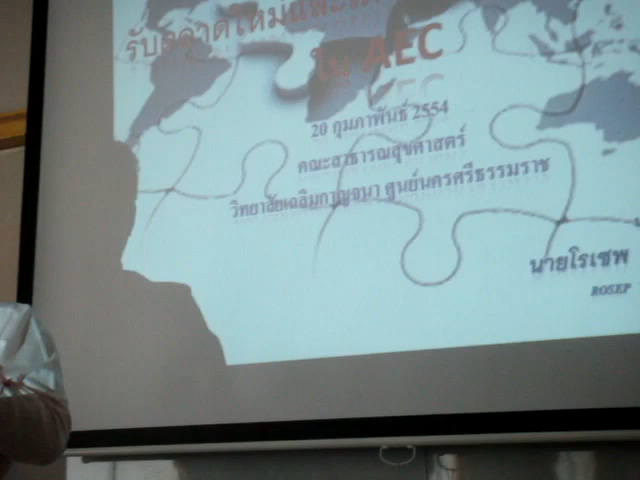 ใน AEC
20 กุมภาพันธ์ 2554
คณะสาธารณสุขศาสตร์
วิทยาลัยเฉลิมกาญจนา ศูนย์นครศรีธรรมราช
นายโรเซพ
ROSEP